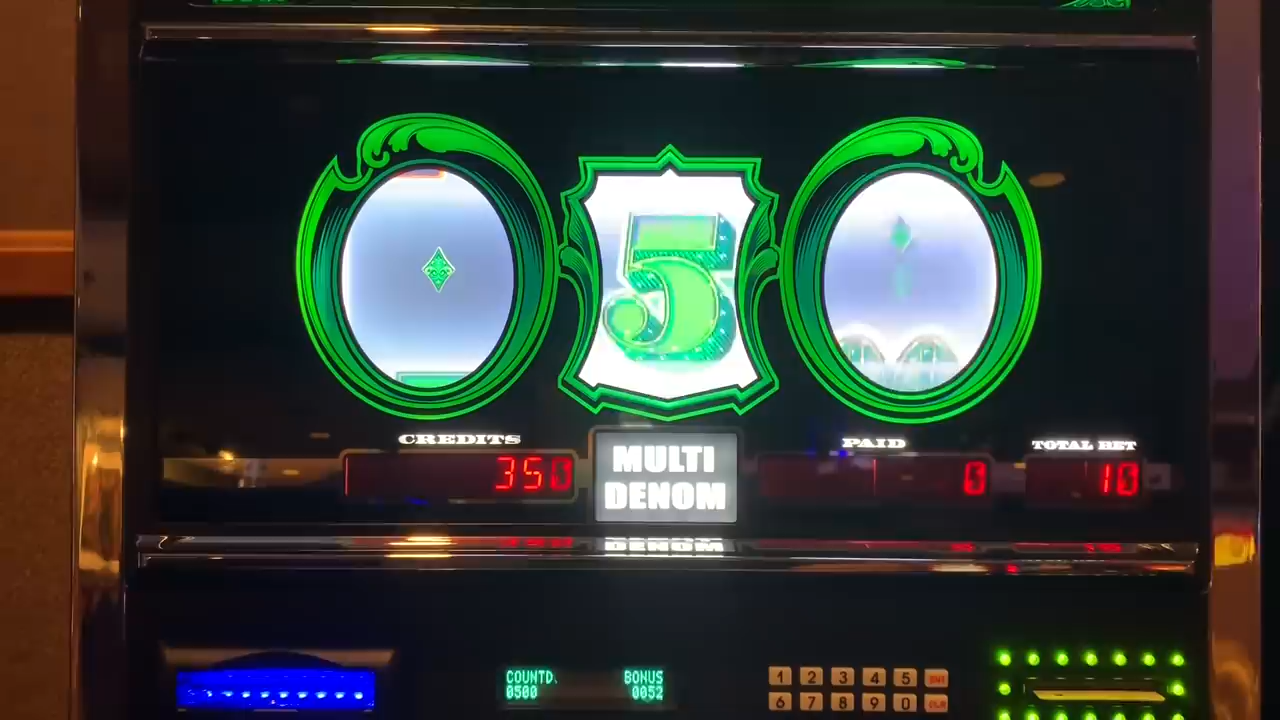 5
CREDITS
PAID
TOTAL BET
350
MULTI
DENOM
0
10
COUNTD
BONUS
0500
0052
1 2 3 4 5
6 7 8 9 0